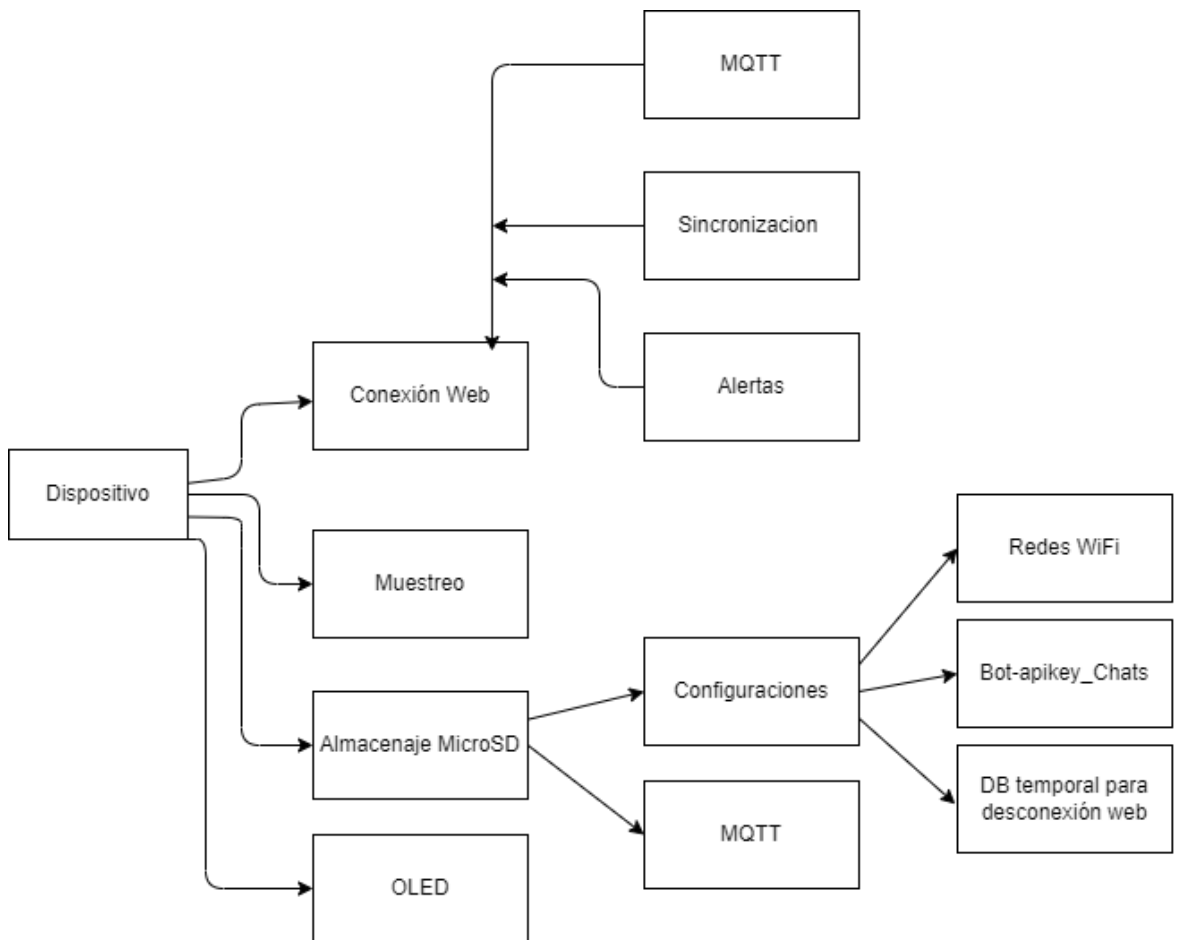 MQTT
Sincronizacion
Conexión Web
Alertas
Dispositivo
Muestreo
Redes WiFi
Configuraciones
Bot-apikey_Chats
Almacenaje MicroSD
DB temporal para
desconexión web
MQTT
OLED